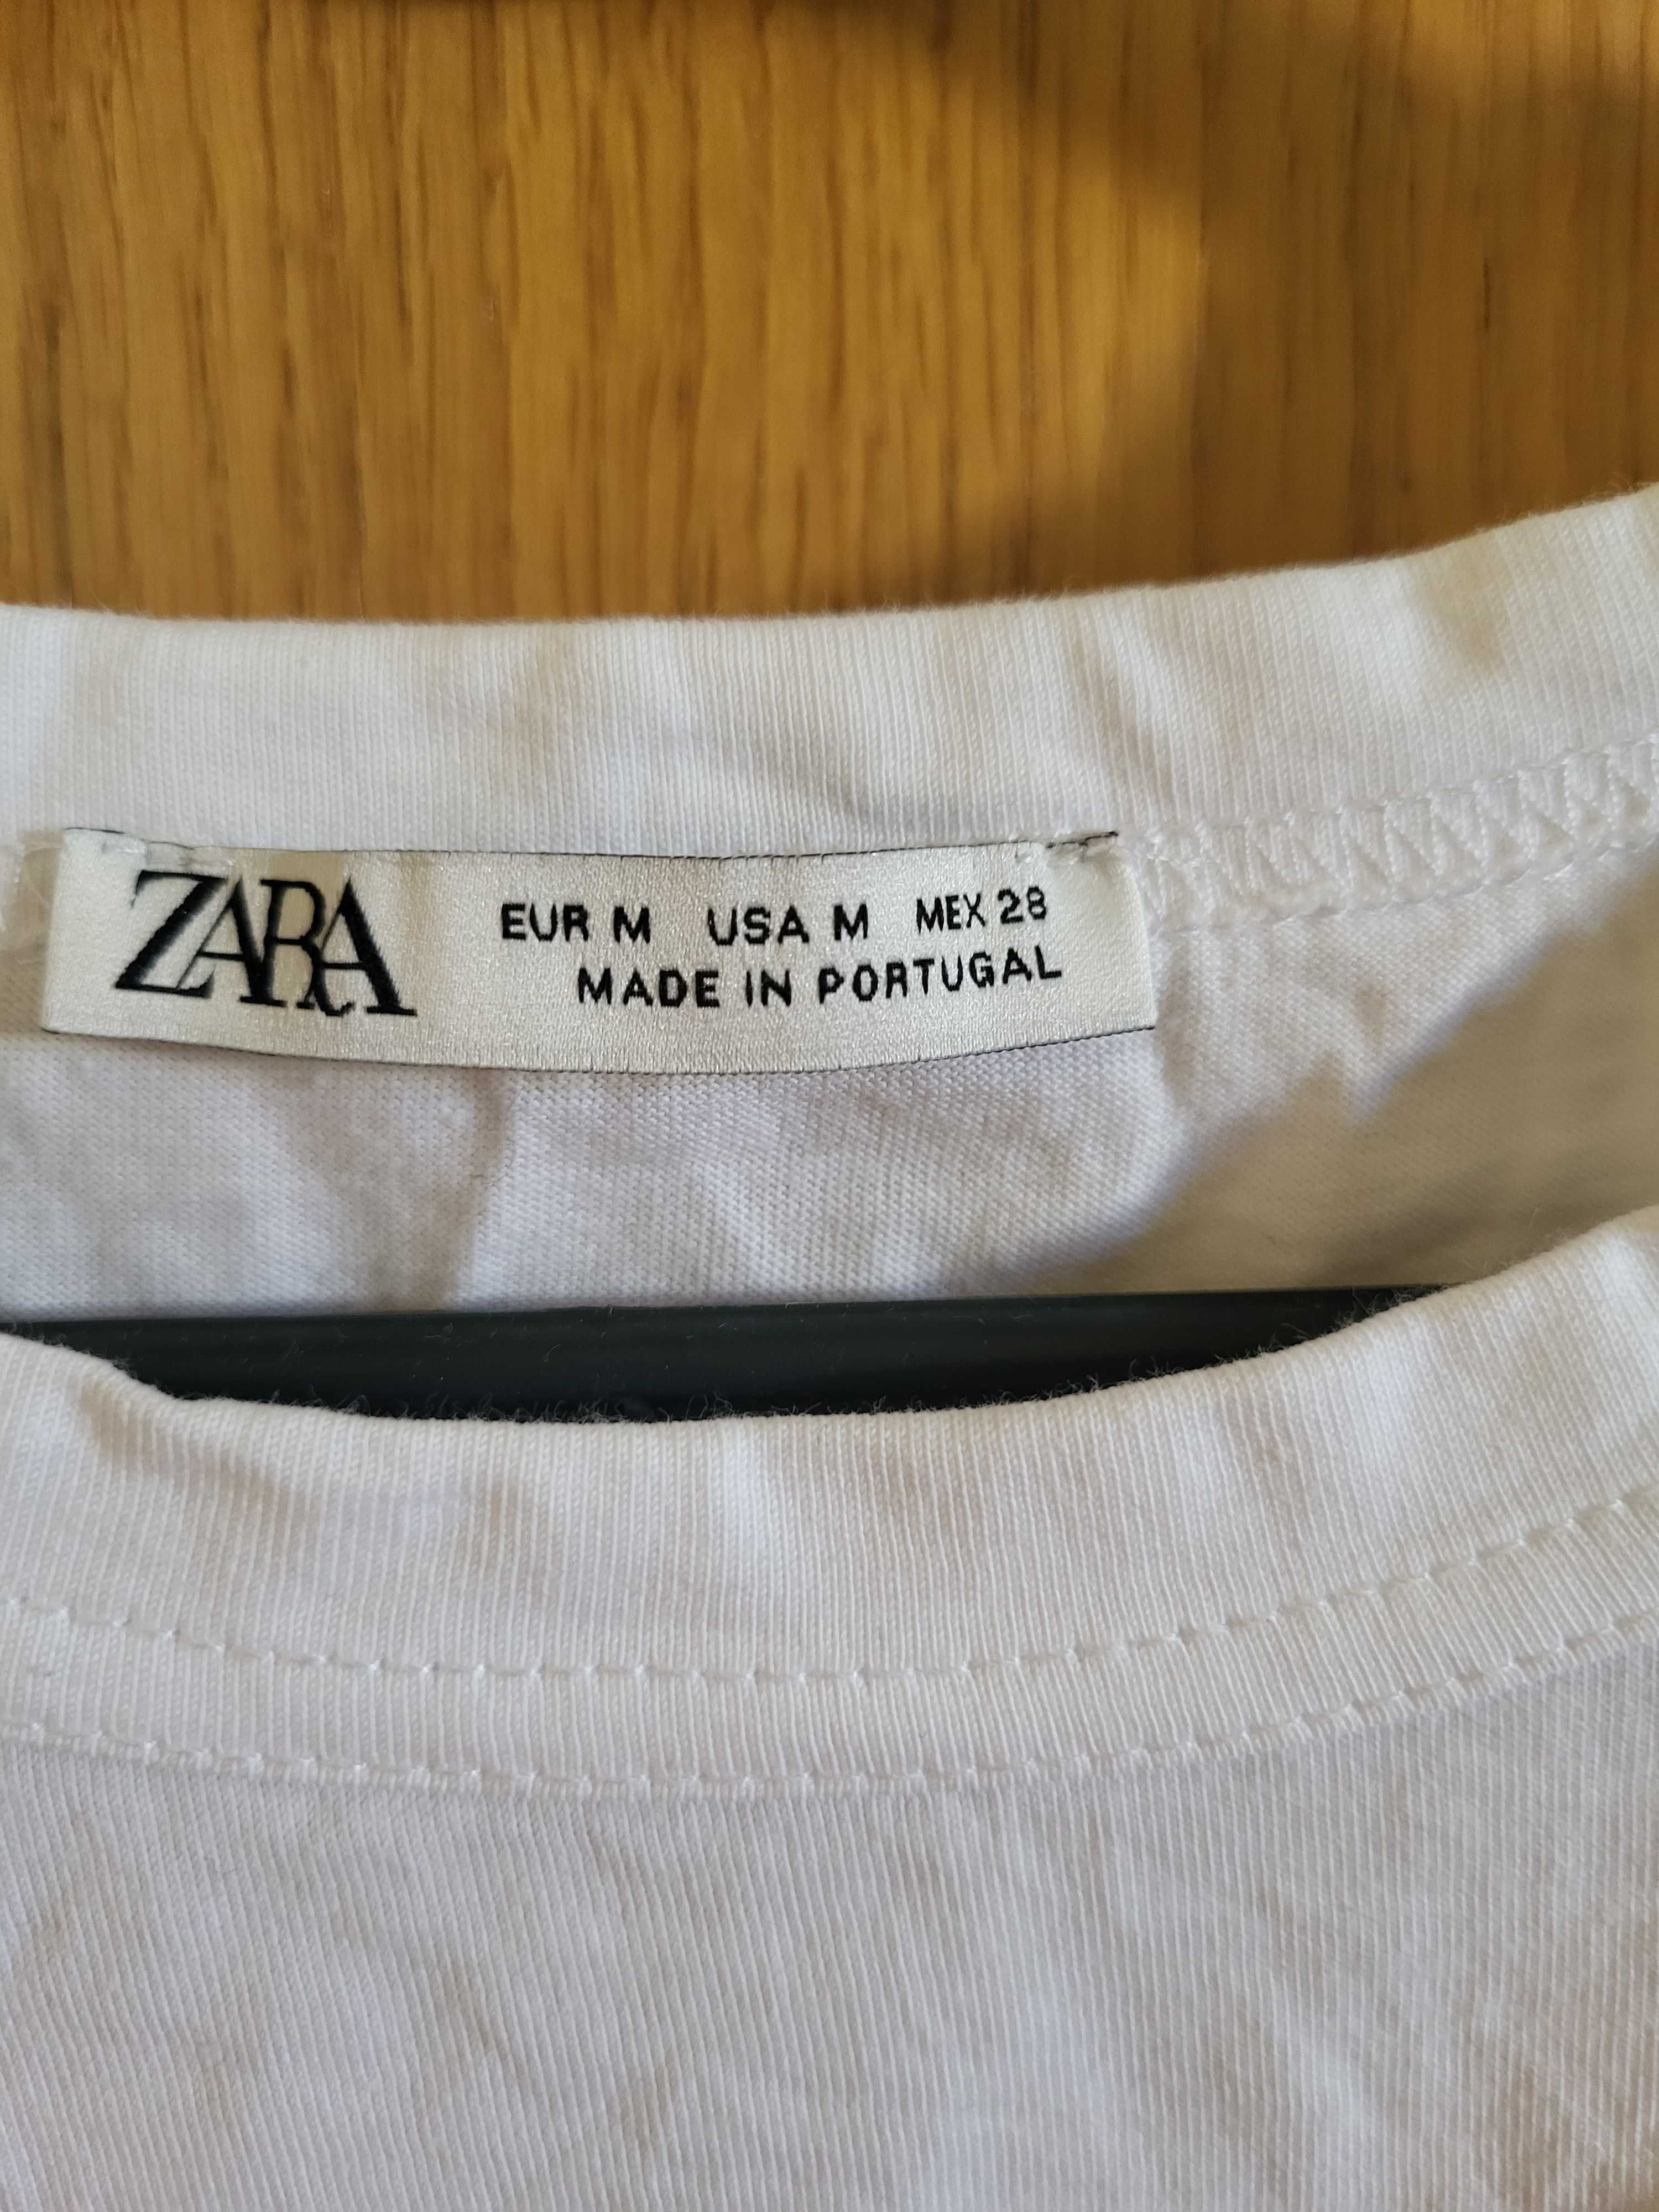 ZARA
EUR M USA M MEX 28
MADE IN PORTUGAL